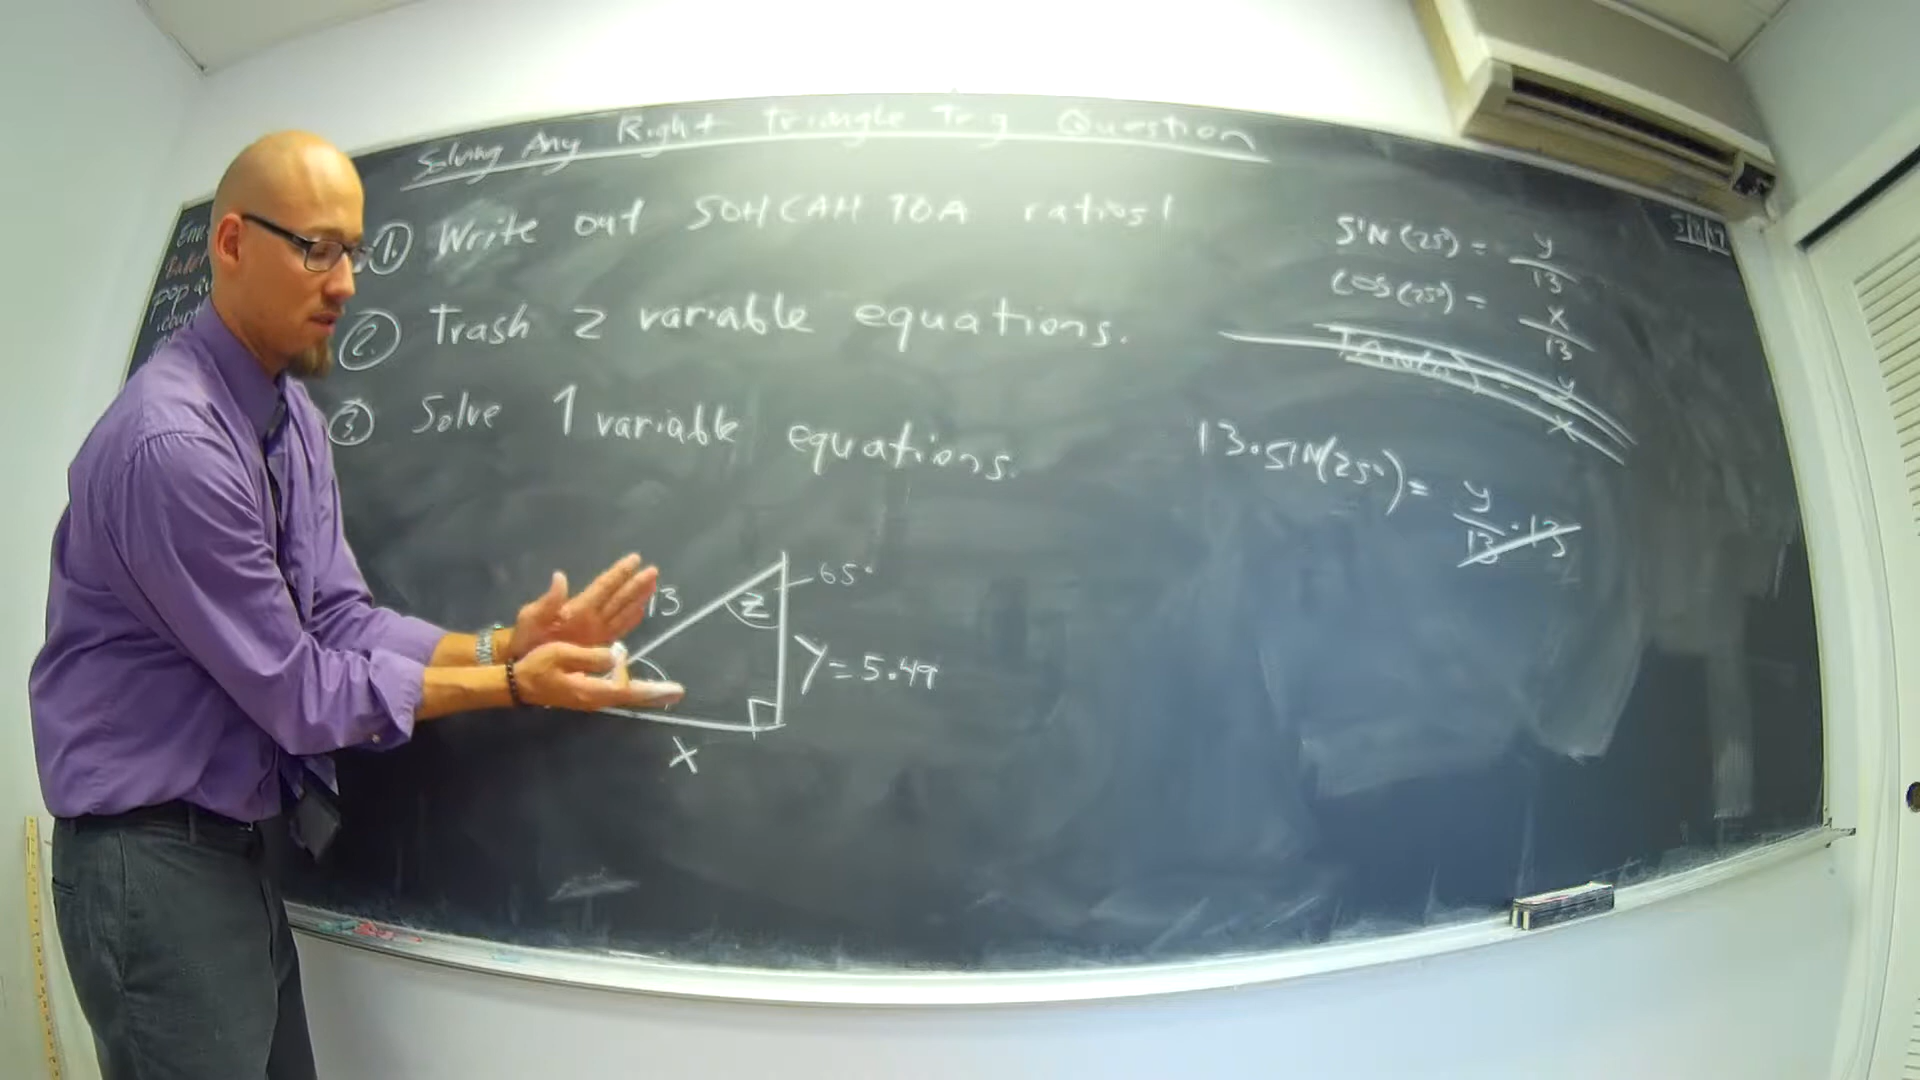 Solving Any Right Triangle Trig Question
1. Write out SOHCAHTOA ratios!
2. Trash 2 variable equations.
3. Solve 1 variable equations.
SIN(25°) = y/13
COS(25°) = x/13
TAN( ) = y/x
13·SIN(25°) = y/13 · 13
13
Z
65°
y = 5.49
x
pop